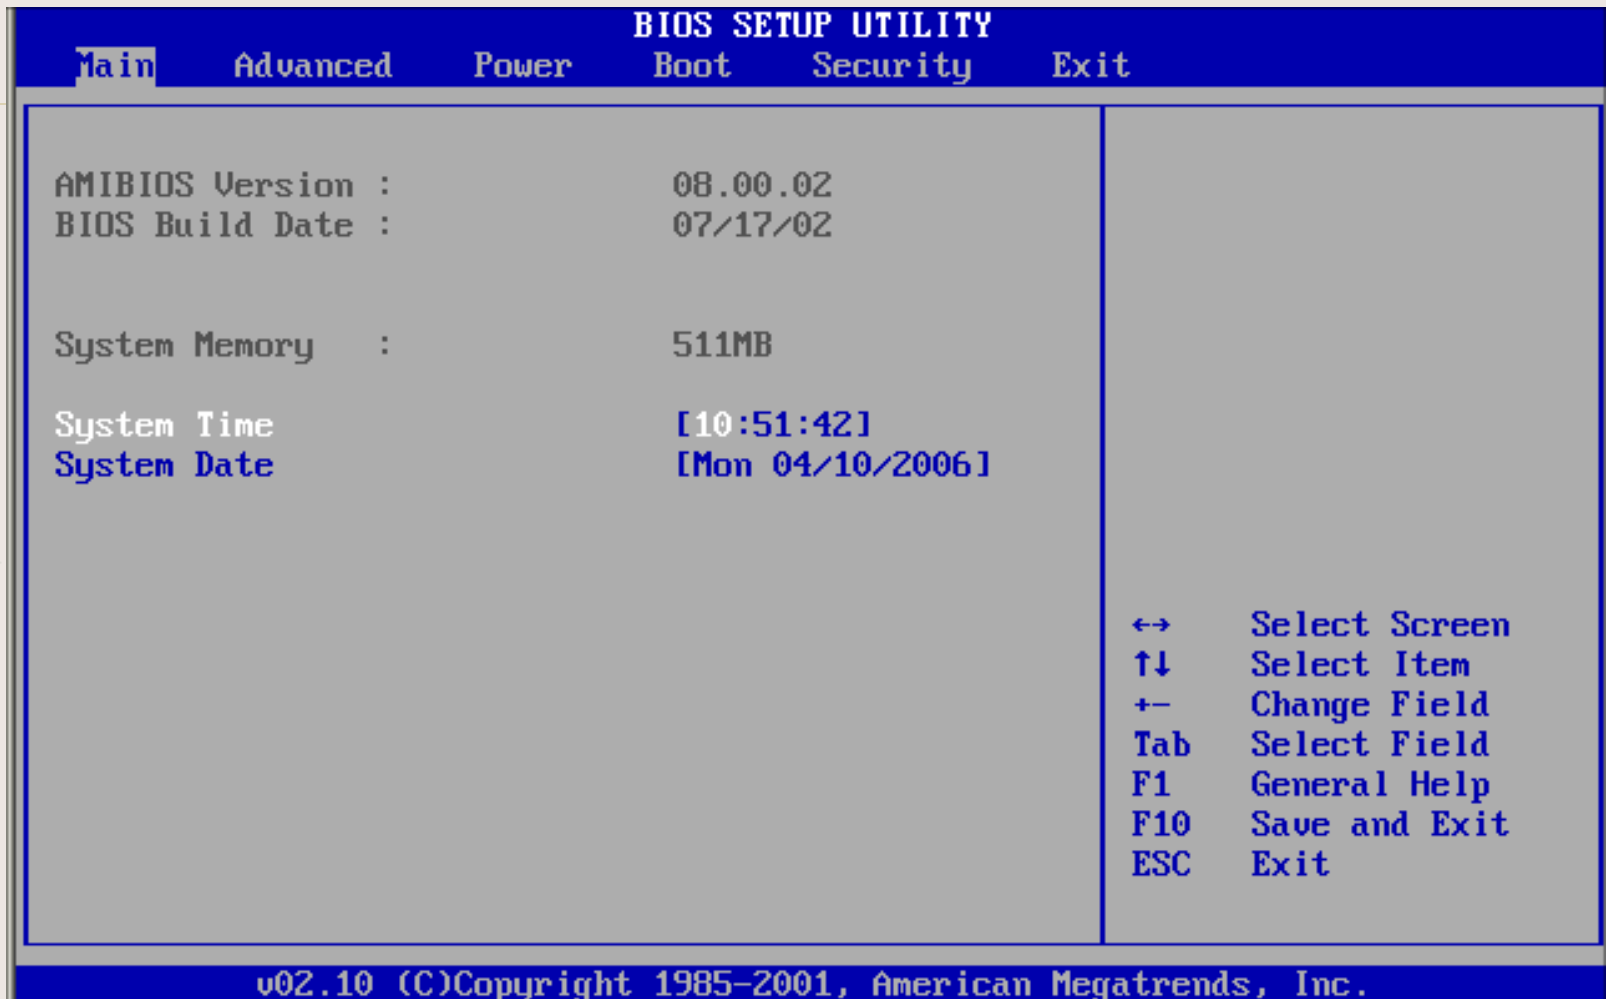 BIOS SETUP UTILITY
Main Advanced Power Boot Security Exit
AMIBIOS Version : 08.00.02
BIOS Build Date : 07/17/02
System Memory : 511MB
System Time [10:51:42]
System Date [Mon 04/10/2006]
←→ Select Screen
↑↓ Select Item
+- Change Field
Tab Select Field
F1 General Help
F10 Save and Exit
ESC Exit
v02.10 (C)Copyright 1985-2001, American Megatrends, Inc.